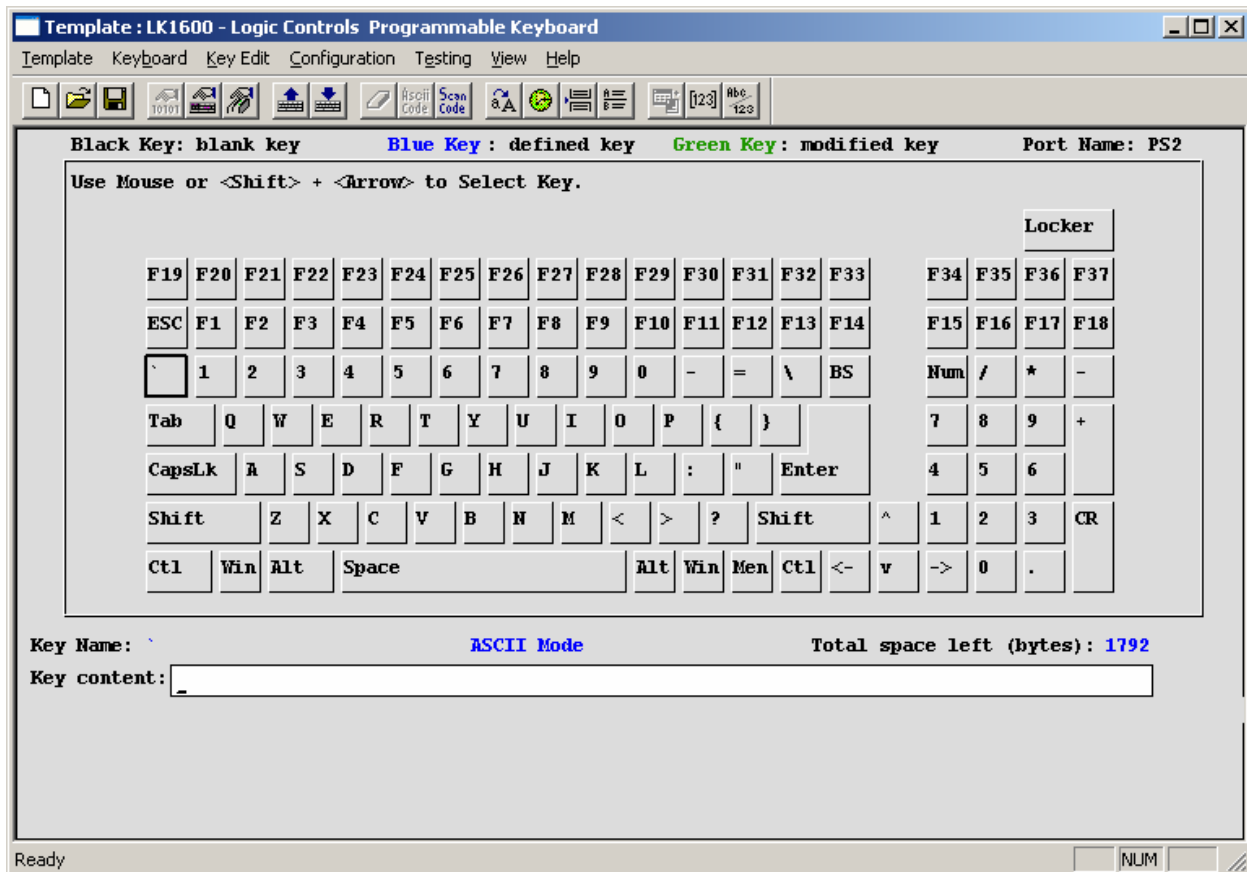 Template : LK1600 - Logic Controls Programmable Keyboard
Template Keyboard Key Edit Configuration Testing View Help
10101 Ascii Code Scan Code aA A B [123] Abc 123
Black Key: blank key Blue Key : defined key Green Key : modified key Port Name: PS2
Use Mouse or <Shift> + <Arrow> to Select Key.
Locker
F19 F20 F21 F22 F23 F24 F25 F26 F27 F28 F29 F30 F31 F32 F33 F34 F35 F36 F37
ESC F1 F2 F3 F4 F5 F6 F7 F8 F9 F10 F11 F12 F13 F14 F15 F16 F17 F18
` 1 2 3 4 5 6 7 8 9 0 - = \ BS Num / * -
Tab Q W E R T Y U I O P { } 7 8 9 +
CapsLk A S D F G H J K L : " Enter 4 5 6
Shift Z X C V B N M < > ? Shift ^ 1 2 3 CR
Ctl Win Alt Space Alt Win Men Ctl <- v -> 0 .
Key Name: ` ASCII Mode Total space left (bytes): 1792
Key content: _
Ready NUM